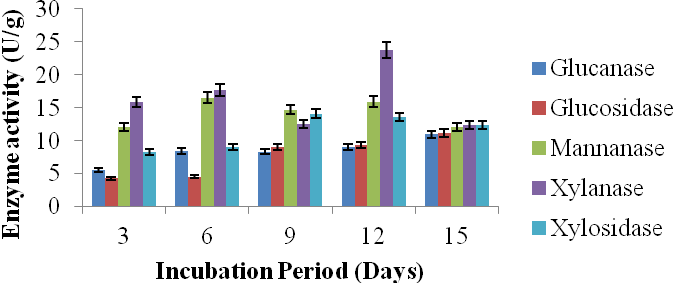 Enzyme activity (U/g)
30
25
20
15
10
5
0
3 6 9 12 15
Incubation Period (Days)
Glucanase
Glucosidase
Mannanase
Xylanase
Xylosidase